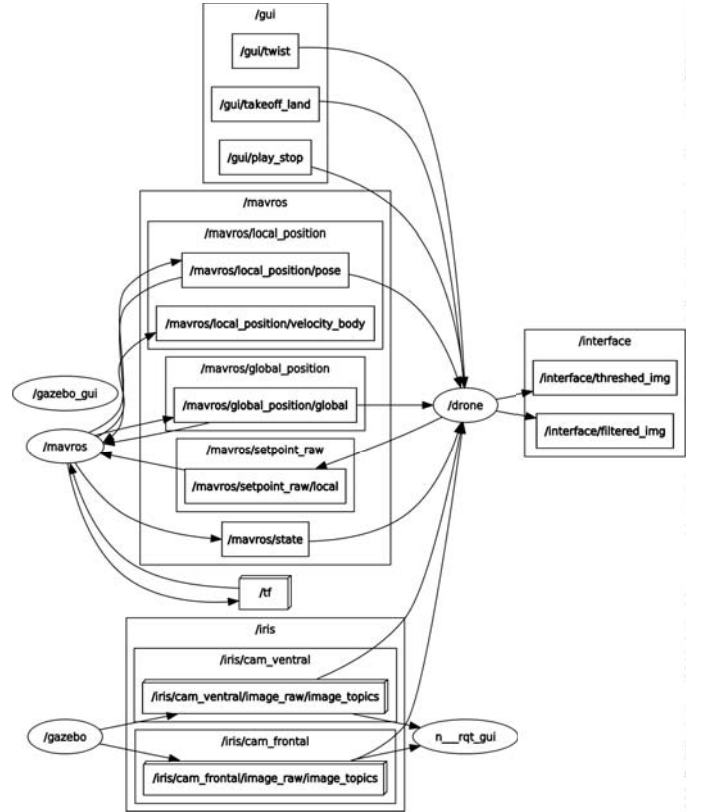 /gui
/gui/twist
/gui/takeoff_land
/gui/play_stop
/mavros
/mavros/local_position
/mavros/local_position/pose
/mavros/local_position/velocity_body
/mavros/global_position
/mavros/global_position/global
/mavros/setpoint_raw
/mavros/setpoint_raw/local
/mavros/state
/gazebo_gui
/mavros
/tf
/drone
/interface
/interface/threshed_img
/interface/filtered_img
/iris
/iris/cam_ventral
/iris/cam_ventral/image_raw/image_topics
/iris/cam_frontal
/iris/cam_frontal/image_raw/image_topics
/gazebo
n___rqt_gui